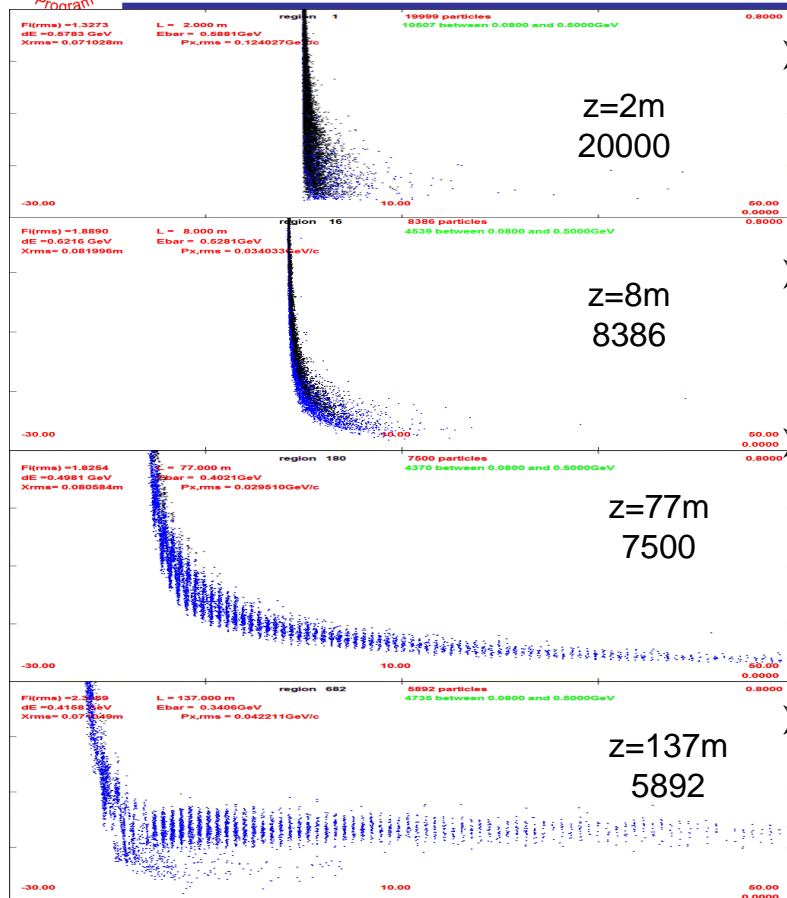 Program
region 1 19999 particles 0.8000
Fi(rms) =1.3273 L = 2.000 m 10507 between 0.0800 and 0.5000GeV
dE =0.5783 GeV Ebar = 0.5881GeV
Xrms=0.071028m Px,rms = 0.124027GeV/c
z=2m
20000
-30.00 10.00 50.00
0.0000
region 16 8386 particles 0.8000
Fi(rms) =1.8890 L = 8.000 m 4539 between 0.0800 and 0.5000GeV
dE =0.6216 GeV Ebar = 0.5281GeV
Xrms=0.081996m Px,rms = 0.034033GeV/c
z=8m
8386
-30.00 10.00 50.00
0.0000
region 180 7500 particles 0.8000
Fi(rms) =1.8254 L = 77.000 m 4370 between 0.0800 and 0.5000GeV
dE =0.4981 GeV Ebar = 0.4021GeV
Xrms=0.080584m Px,rms = 0.029510GeV/c
z=77m
7500
-30.00 10.00 50.00
0.0000
region 682 5892 particles 0.8000
Fi(rms) L = 137.000 m 4735 between 0.0800 and 0.5000GeV
dE =0.4158 GeV Ebar = 0.3406GeV
Px,rms = 0.042211GeV/c
z=137m
5892
-30.00 10.00 50.00
0.0000